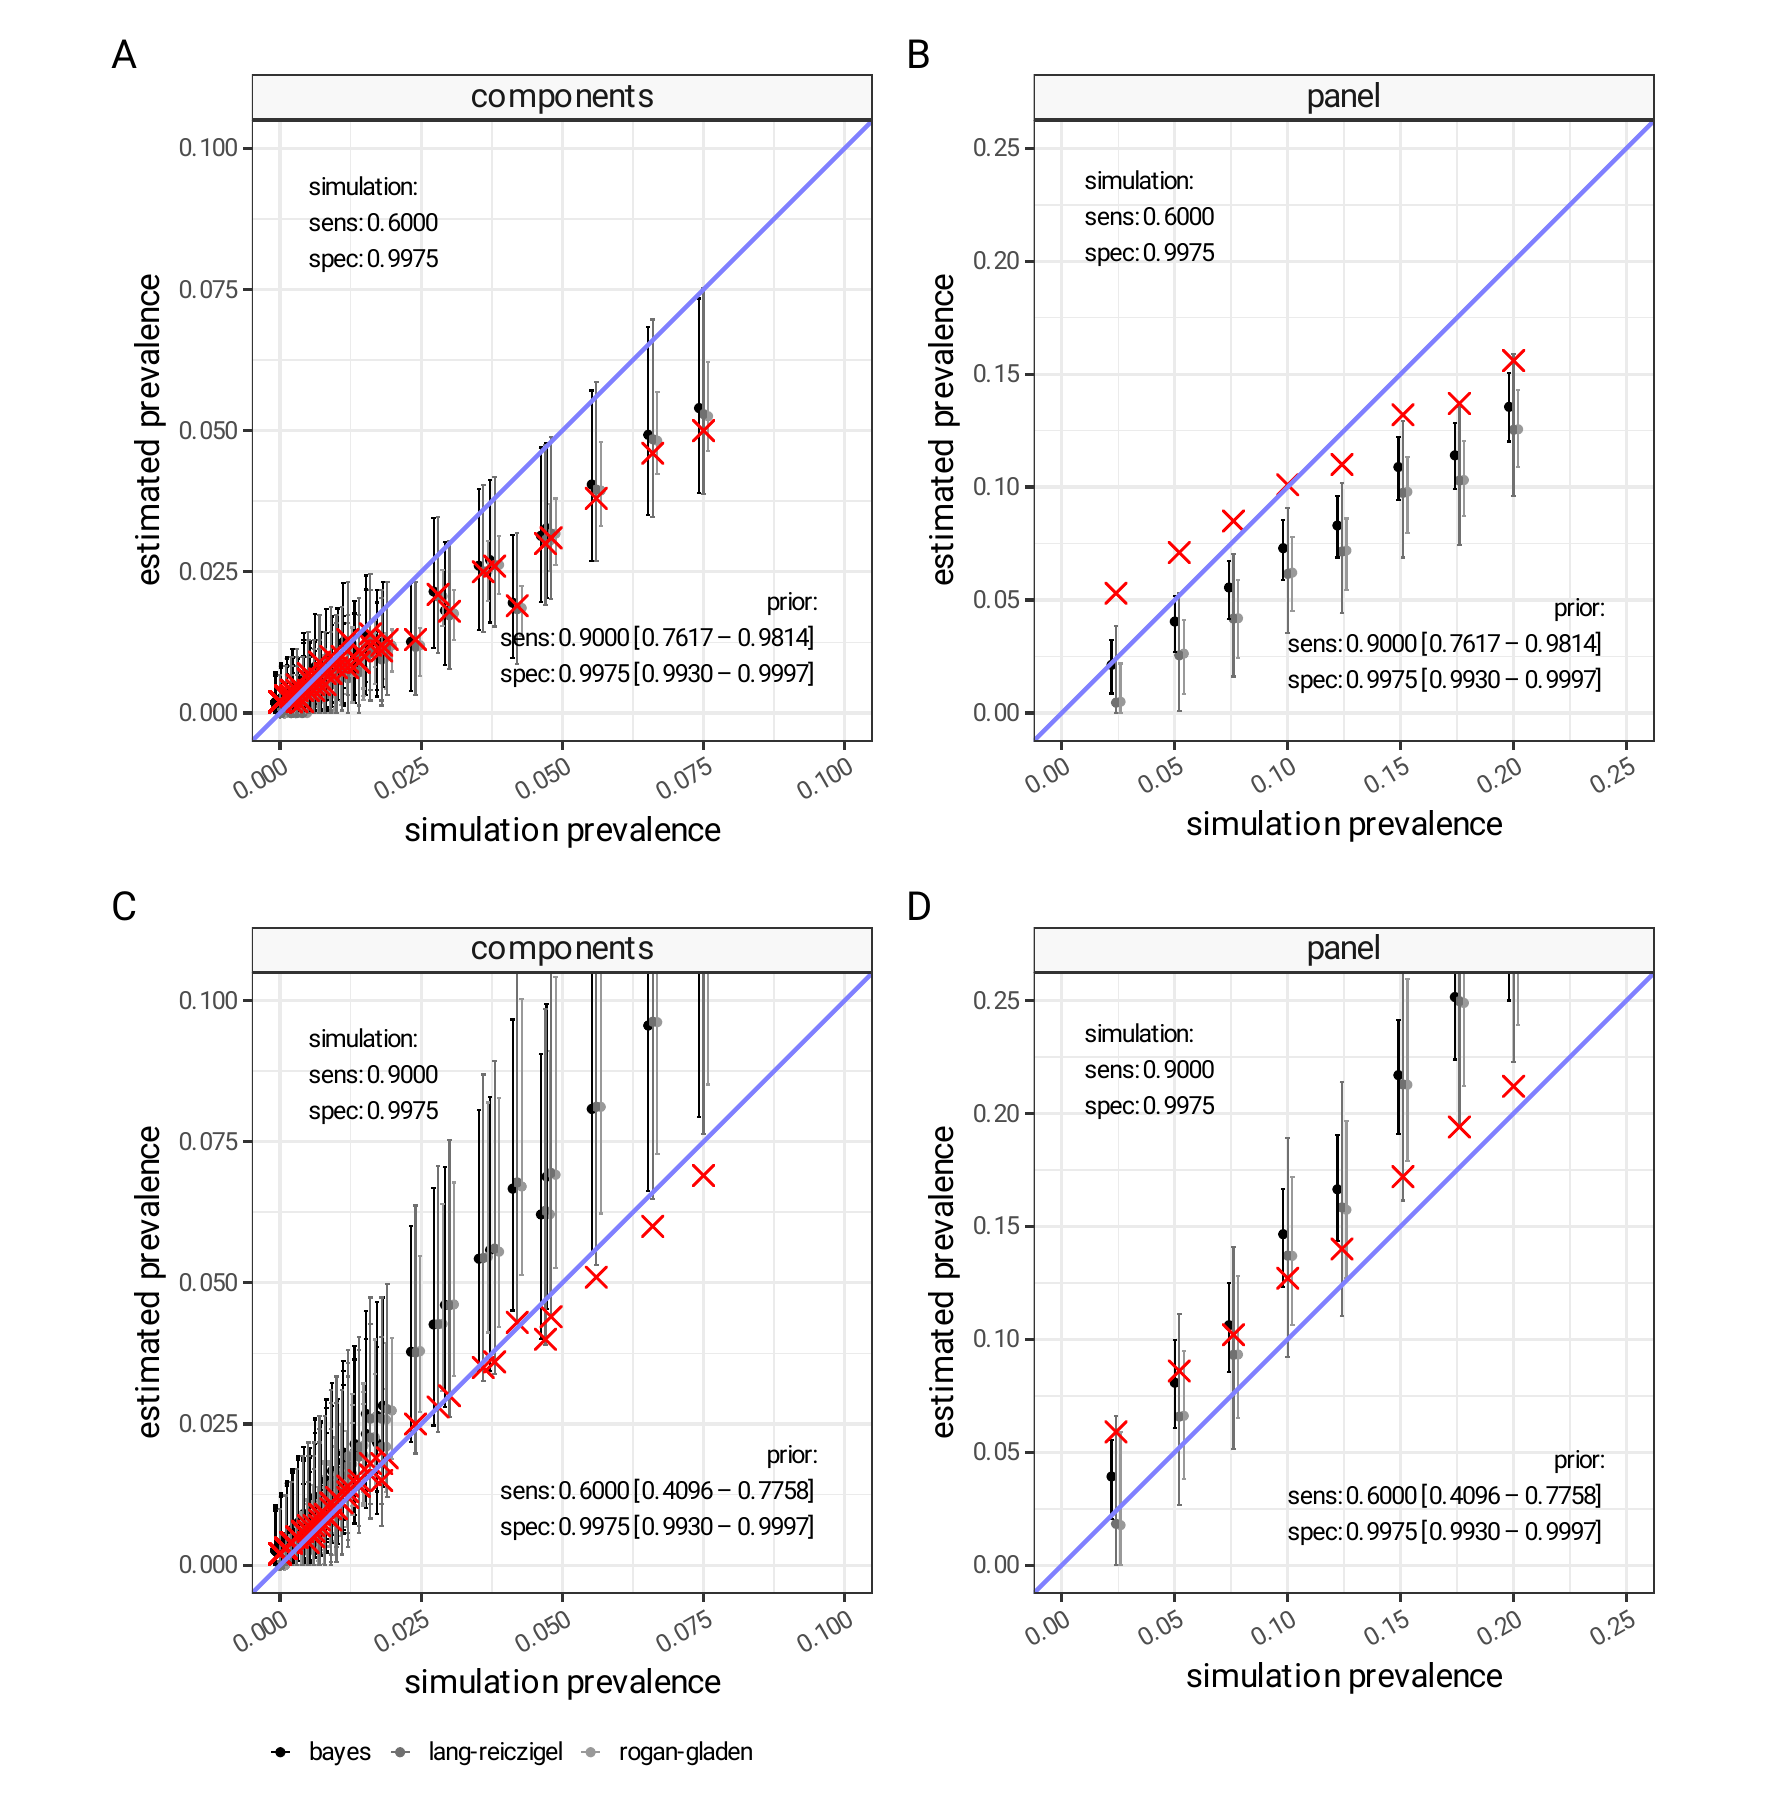 A
components
0.100
0.075
0.050
0.025
0.000
estimated prevalence
simulation:
sens: 0.6000
spec: 0.9975
prior:
sens: 0.9000 [0.7617 – 0.9814]
spec: 0.9975 [0.9930 – 0.9997]
0.000
0.025
0.050
0.075
0.100
simulation prevalence
B
panel
0.25
0.20
0.15
0.10
0.05
0.00
estimated prevalence
simulation:
sens: 0.6000
spec: 0.9975
prior:
sens: 0.9000 [0.7617 – 0.9814]
spec: 0.9975 [0.9930 – 0.9997]
0.00
0.05
0.10
0.15
0.20
0.25
simulation prevalence
C
components
0.100
0.075
0.050
0.025
0.000
estimated prevalence
simulation:
sens: 0.9000
spec: 0.9975
prior:
sens: 0.6000 [0.4096 – 0.7758]
spec: 0.9975 [0.9930 – 0.9997]
0.000
0.025
0.050
0.075
0.100
simulation prevalence
D
panel
0.25
0.20
0.15
0.10
0.05
0.00
estimated prevalence
simulation:
sens: 0.9000
spec: 0.9975
prior:
sens: 0.6000 [0.4096 – 0.7758]
spec: 0.9975 [0.9930 – 0.9997]
0.00
0.05
0.10
0.15
0.20
0.25
simulation prevalence
bayes lang-reiczigel rogan-gladen